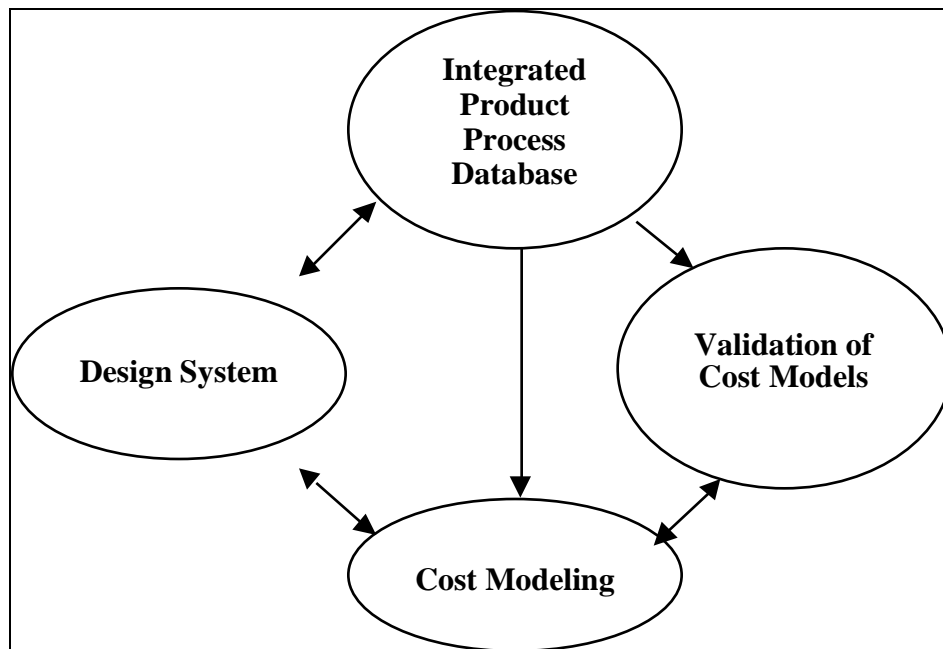 Integrated
Product
Process
Database
Design System
Validation of
Cost Models
Cost Modeling